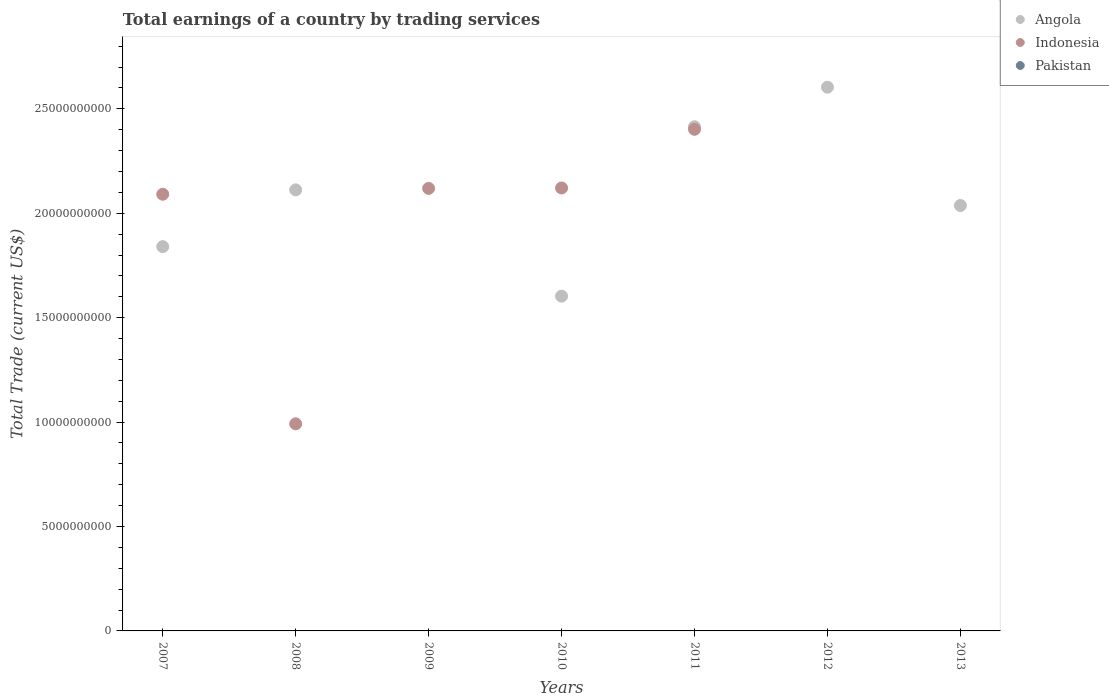 Total earnings of a country by trading services
Angola
Indonesia
Pakistan
Total Trade (current US$)
25000000000
20000000000
15000000000
10000000000
5000000000
0
2007
2008
2009
2010
2011
2012
2013
Years